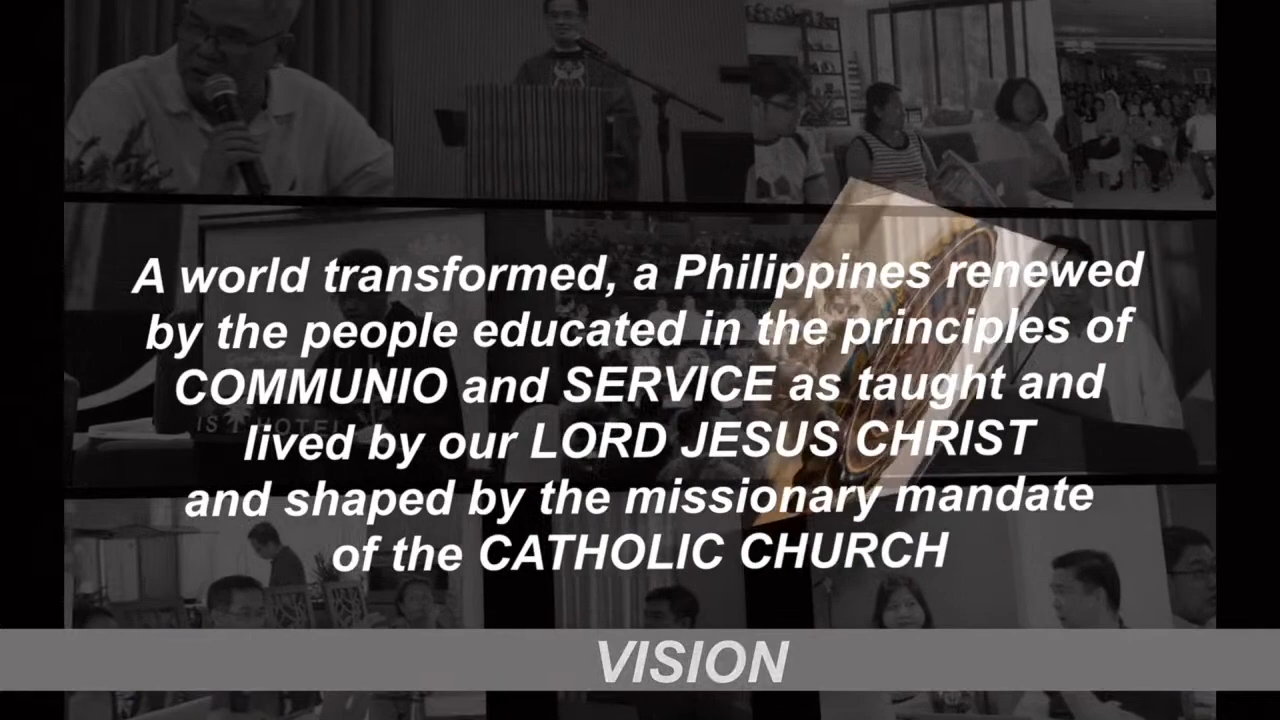 A world transformed, a Philippines renewed
by the people educated in the principles of
COMMUNIO and SERVICE as taught and
lived by our LORD JESUS CHRIST
and shaped by the missionary mandate
of the CATHOLIC CHURCH
VISION